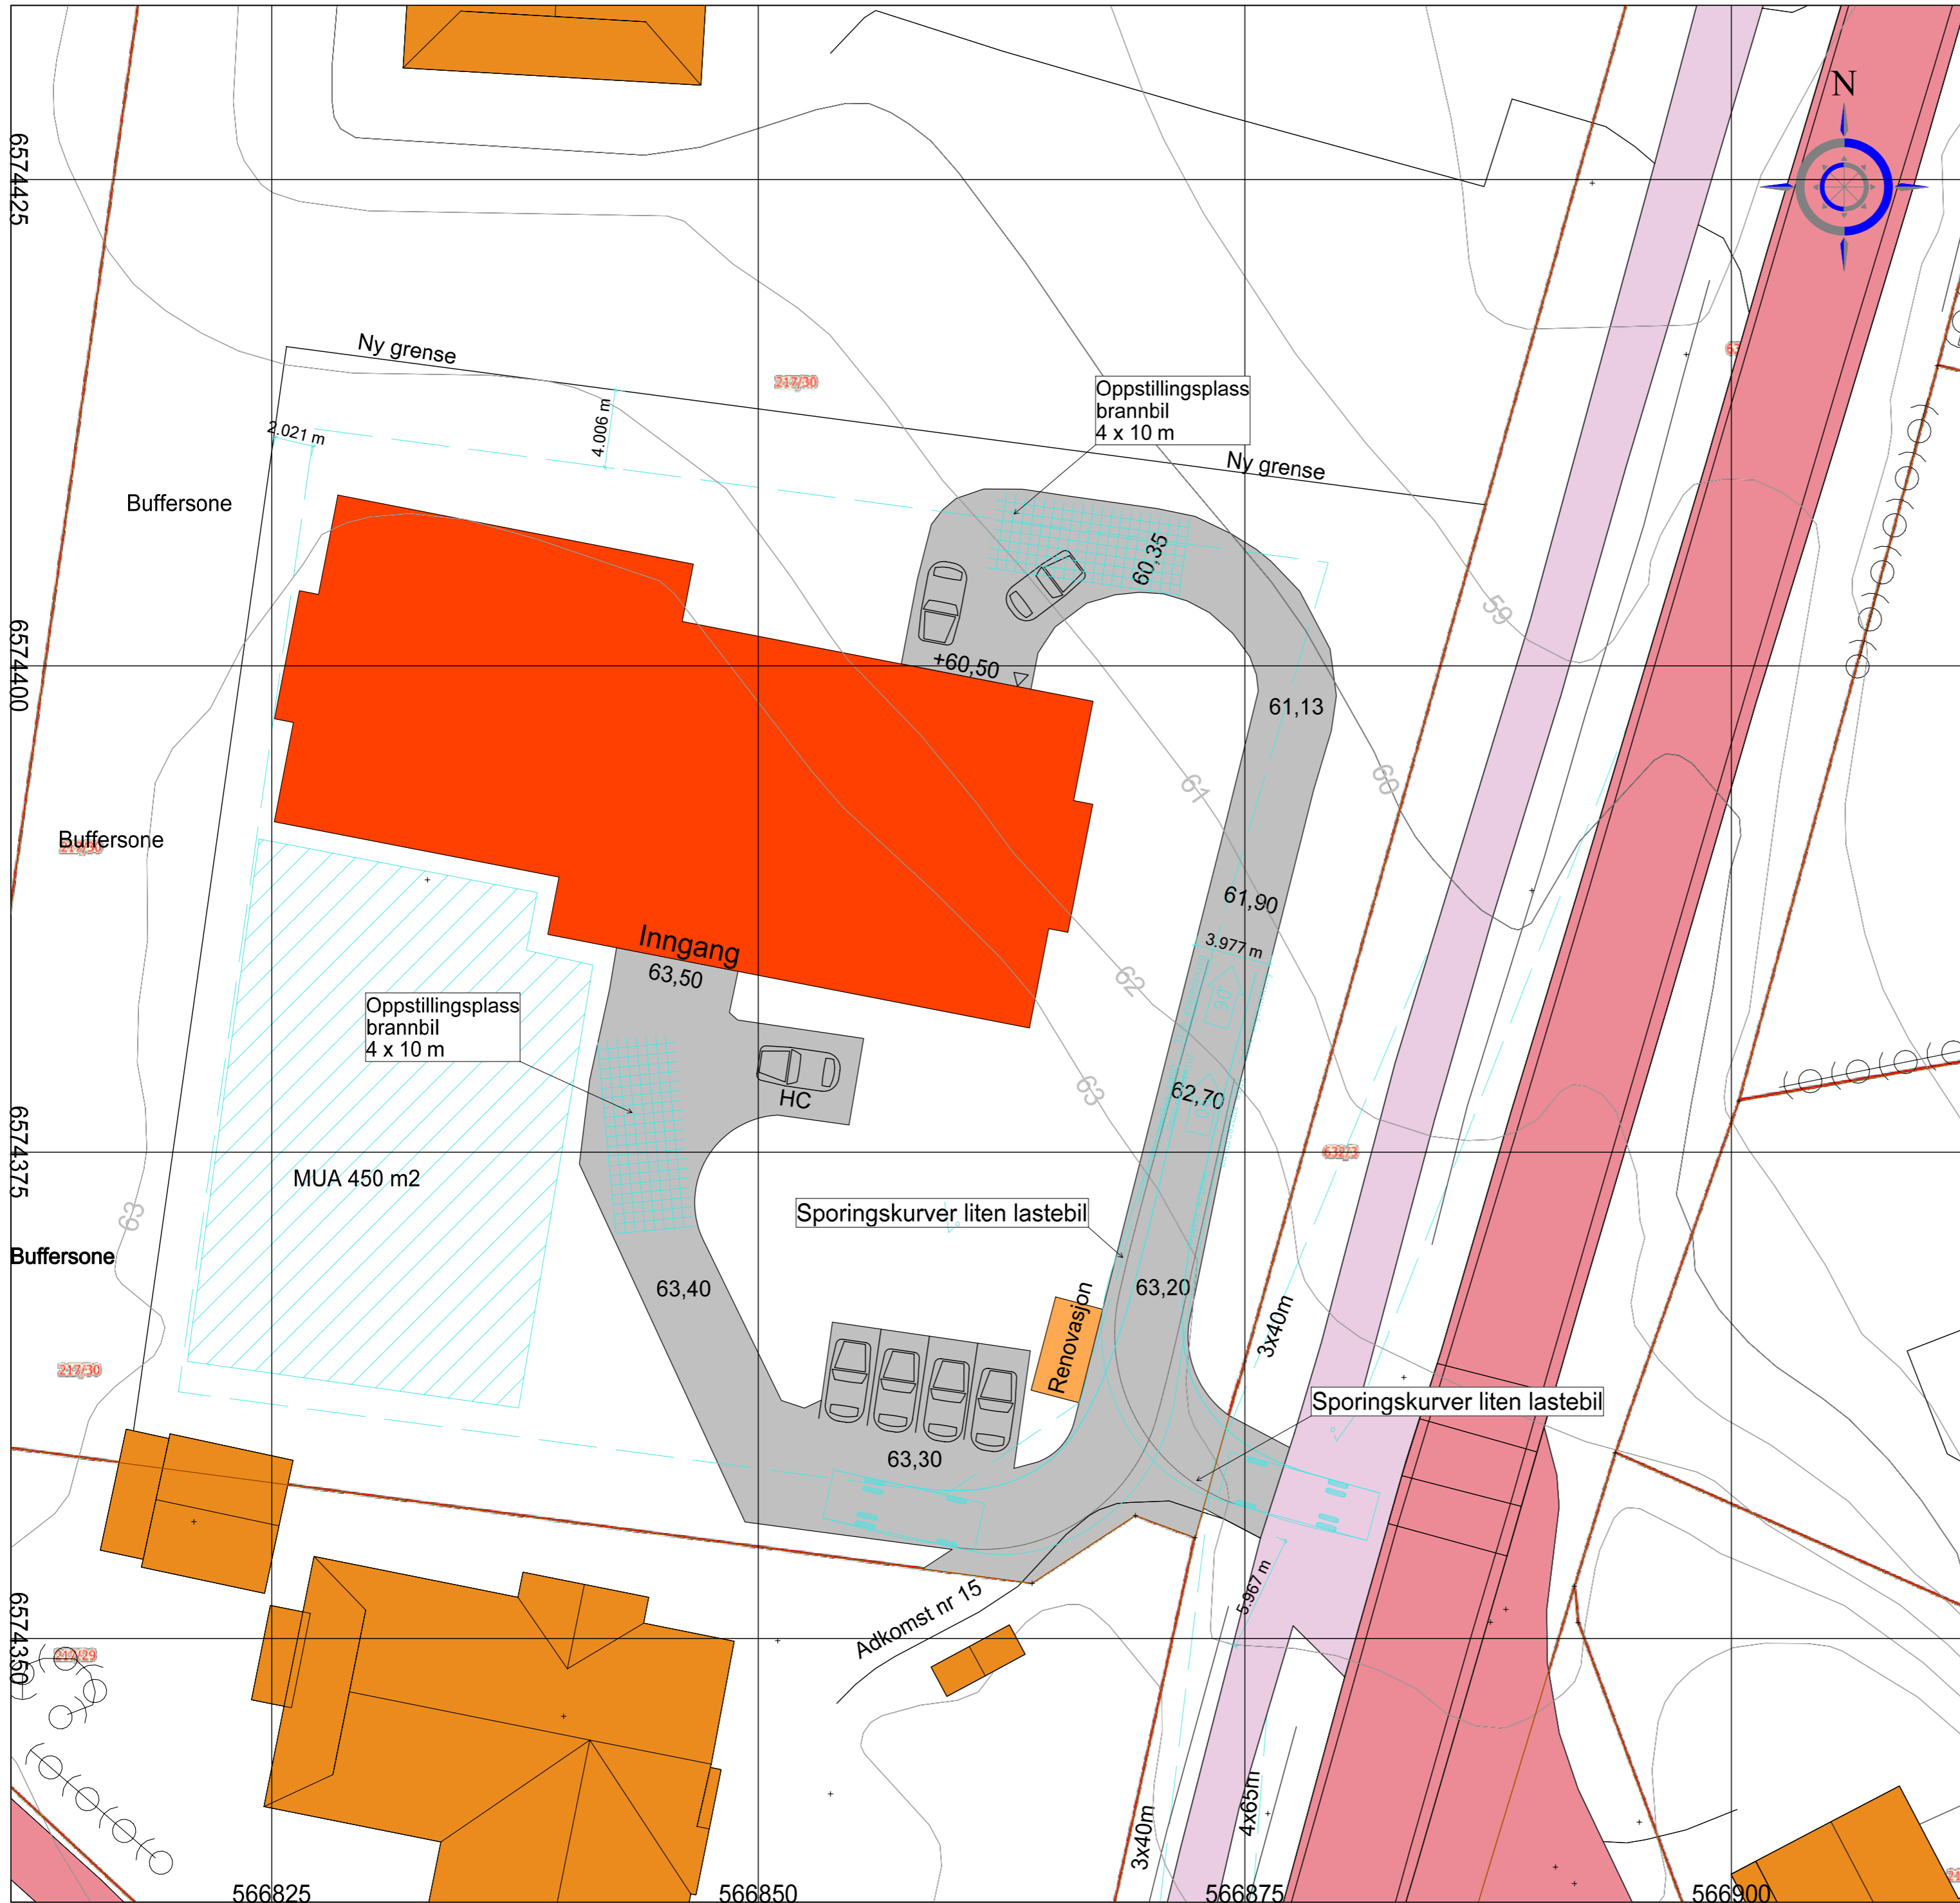 N
6574425
Ny grense
217/30
Oppstillingsplass
brannbil
4 x 10 m
2.021 m
4.006 m
Ny grense
Buffersone
60,35
59
6574400
+60,50
61,13
60
61
Buffersone
217/30
61,90
Inngang
63,50
3.977 m
62
Oppstillingsplass
brannbil
4 x 10 m
63
HC
62,70
6574375
MUA 450 m2
632/3
63
Sporingskurver liten lastebil
Buffersone
63,40
63,20
Renovasjon
3x40m
217/30
Sporingskurver liten lastebil
63,30
5.967 m
Adkomst nr 15
6574350
217/29
3x40m
4x65m
566825
566850
566875
566900